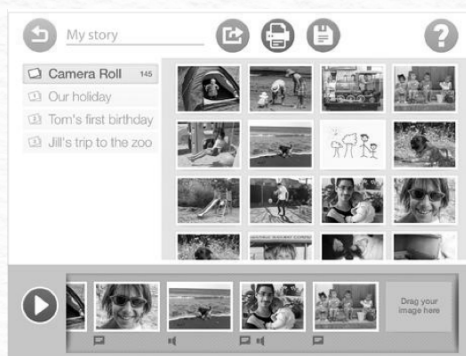 My story
?
Camera Roll 145
Our holiday
Tom's first birthday
Jill's trip to the zoo
Drag your
image here